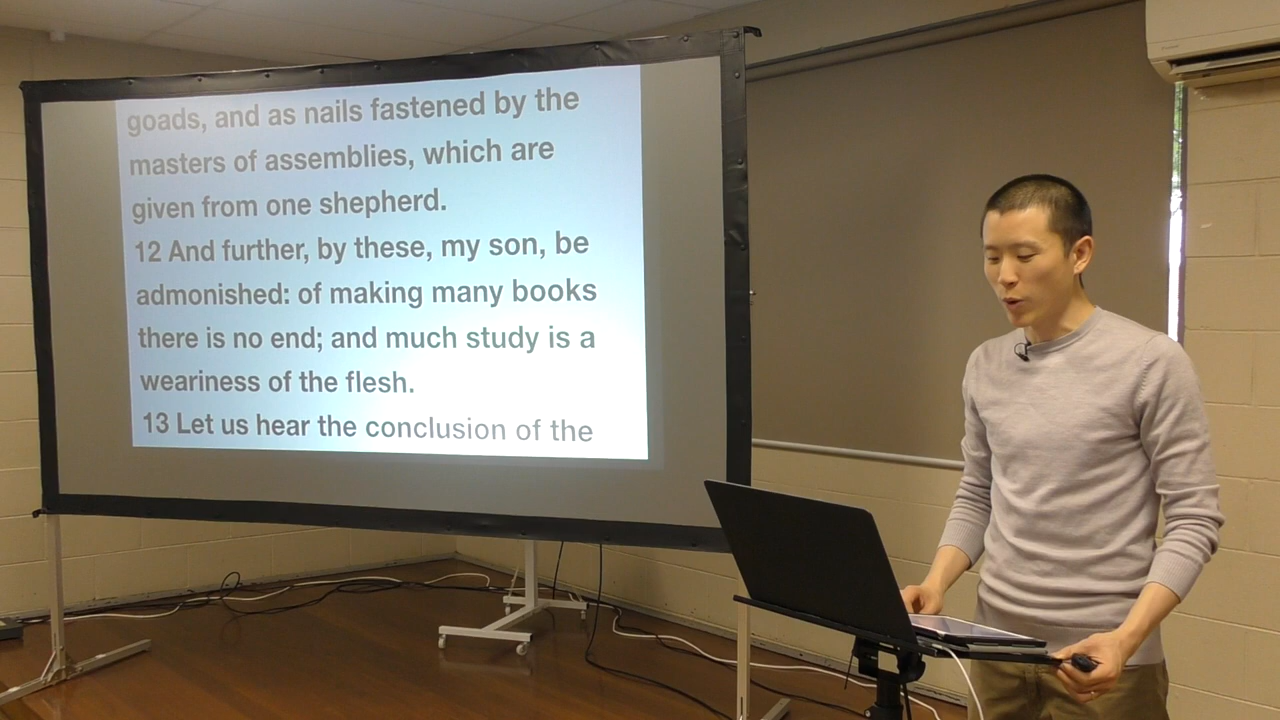 goads, and as nails fastened by the
masters of assemblies, which are
given from one shepherd.
12 And further, by these, my son, be
admonished: of making many books
there is no end; and much study is a
weariness of the flesh.
13 Let us hear the conclusion of the